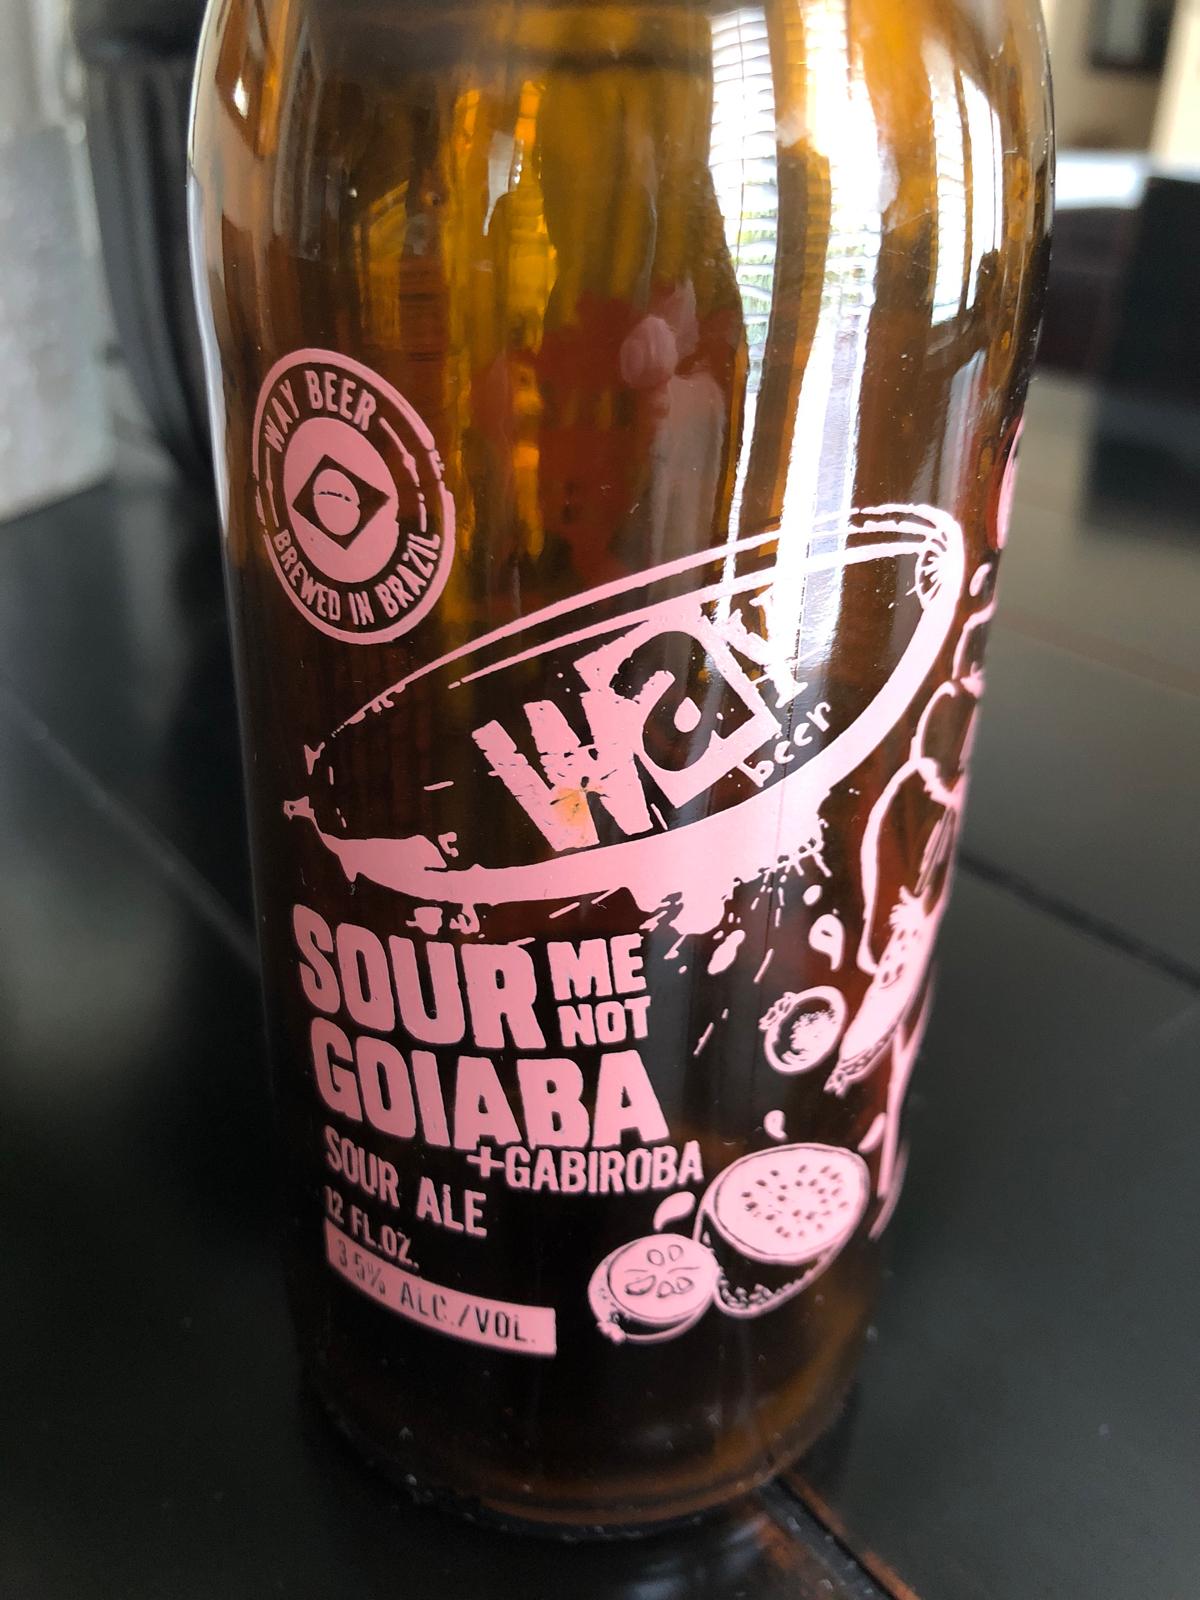 WAY BEER
BREWED IN BRAZIL
way
beer
SOUR ME
NOT
GOIABA
+GABIROBA
SOUR ALE
12 FL.OZ.
3.5% ALC./VOL.